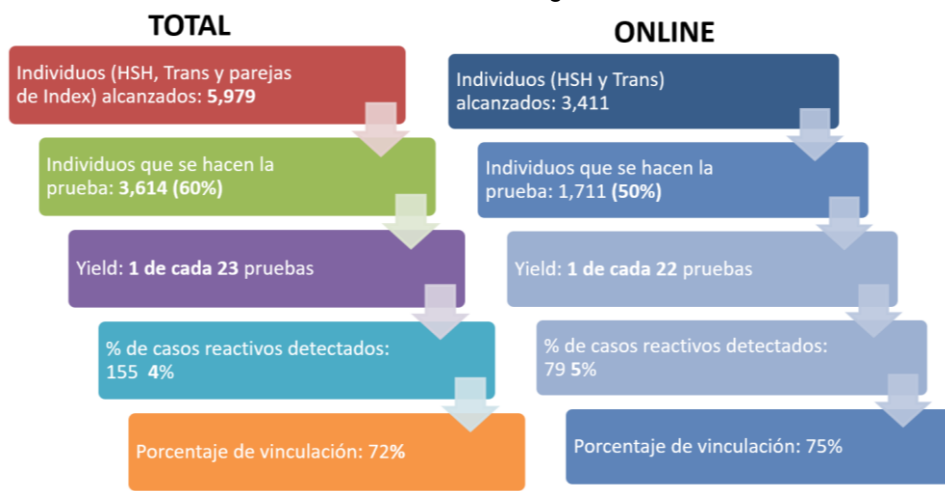 TOTAL
Individuos (HSH, Trans y parejas
de Index) alcanzados: 5,979
Individuos que se hacen la
prueba: 3,614 (60%)
Yield: 1 de cada 23 pruebas
% de casos reactivos detectados:
155 4%
Porcentaje de vinculación: 72%
ONLINE
Individuos (HSH y Trans)
alcanzados: 3,411
Individuos que se hacen la
prueba: 1,711 (50%)
Yield: 1 de cada 22 pruebas
% de casos reactivos detectados:
79 5%
Porcentaje de vinculación: 75%